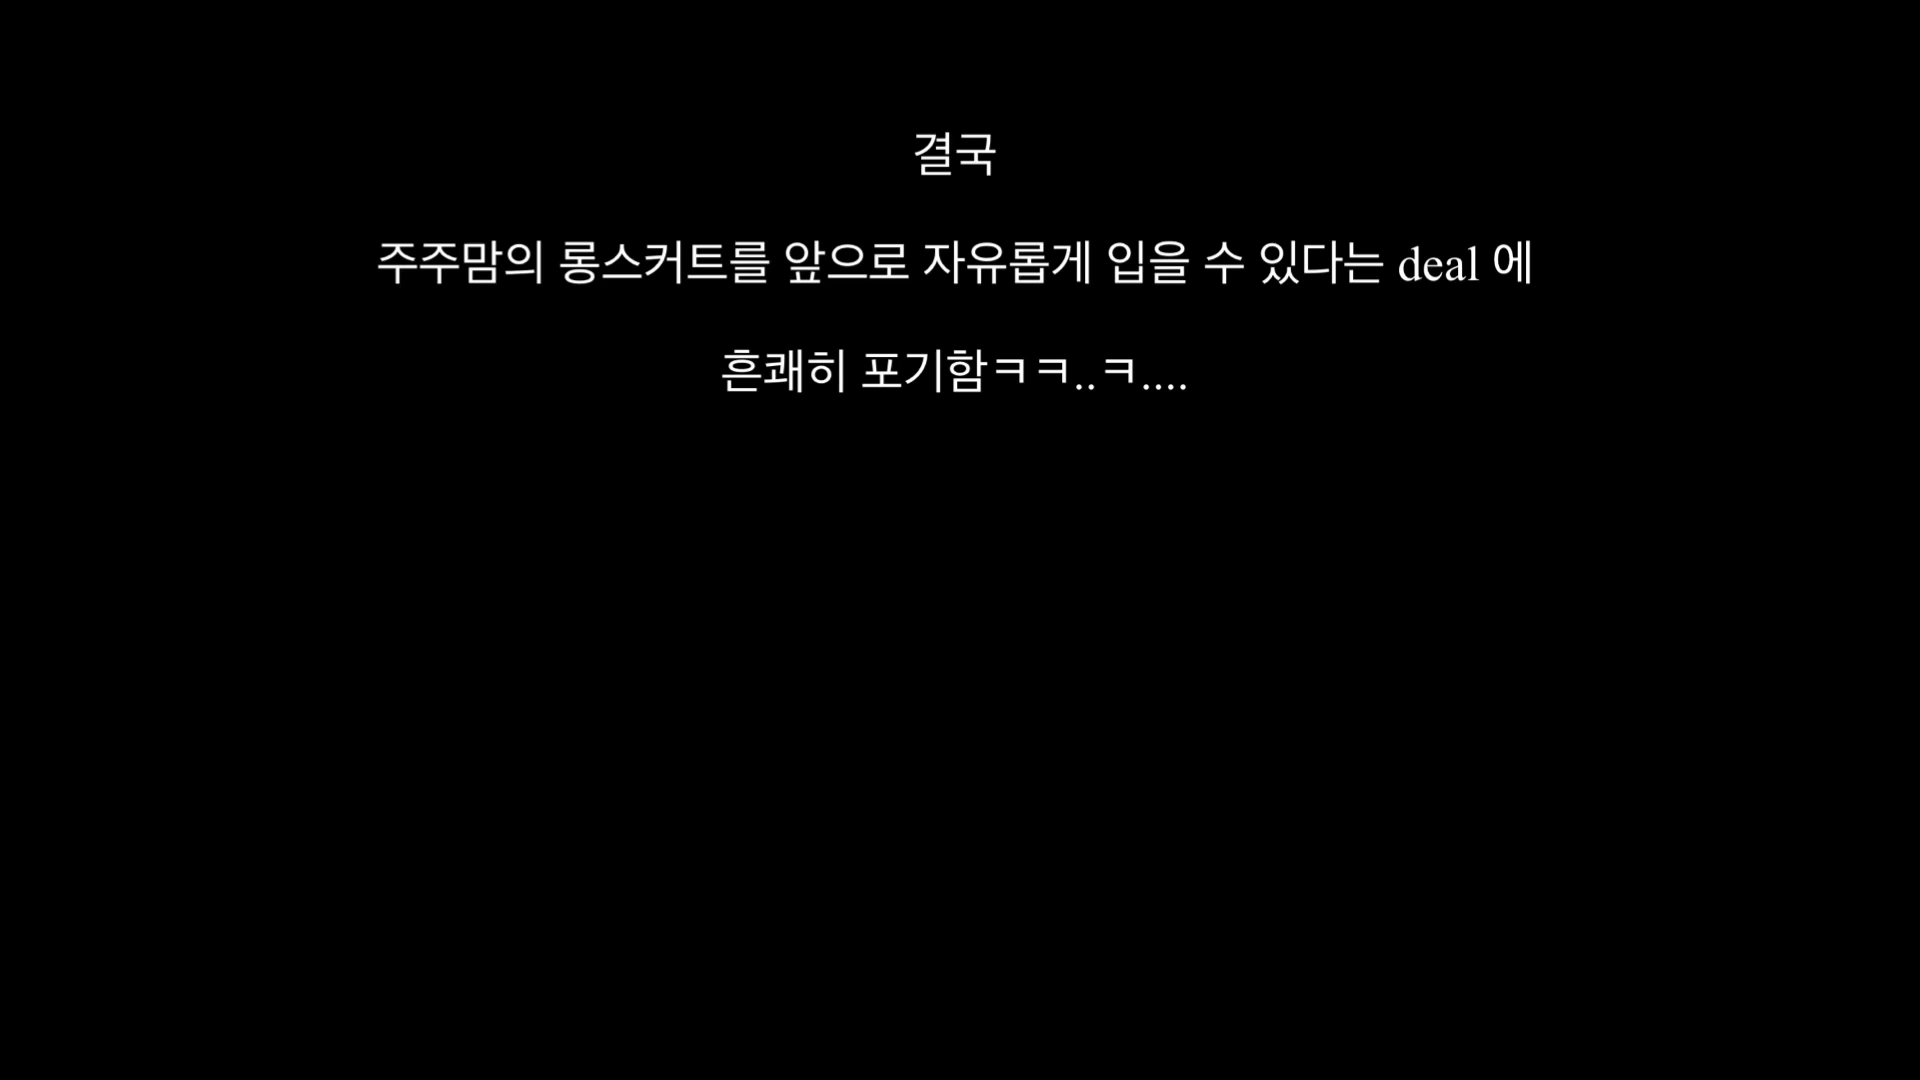 결국
주주맘의 롱스커트를 앞으로 자유롭게 입을 수 있다는 deal 에
흔쾌히 포기함ㅋㅋ..ㅋ....